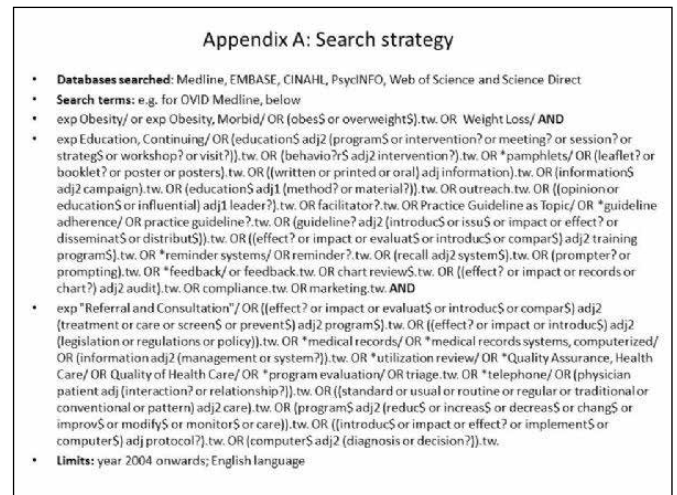 Appendix A: Search strategy
• Databases searched: Medline, EMBASE, CINAHL, PsycINFO, Web of Science and Science Direct
• Search terms: e.g. for OVID Medline, below
• exp Obesity/ or exp Obesity, Morbid/ OR (obes$ or overweight$).tw. OR Weight Loss/ AND
• exp Education, Continuing/ OR (education$ adj2 (program$ or intervention? or meeting? or session? or
strateg$ or workshop? or visit?)).tw. OR (behavio?r$ adj2 intervention?).tw. OR *pamphlets/ OR (leaflet? or
booklet? or poster or posters).tw. OR ((written or printed or oral) adj information).tw. OR (information$
adj2 campaign).tw. OR (education$ adj1 (method? or material?)).tw. OR outreach.tw. OR ((opinion or
education$ or influential) adj1 leader?).tw. OR facilitator?.tw. OR Practice Guideline as Topic/ OR *guideline
adherence/ OR practice guideline?.tw. OR (guideline? adj2 (introduc$ or issu$ or impact or effect? or
disseminat$ or distribut$)).tw. OR ((effect? or impact or evaluat$ or introduc$ or compar$) adj2 training
program$).tw. OR *reminder systems/ OR reminder?.tw. OR (recall adj2 system$).tw. OR (prompter? or
prompting).tw. OR *feedback/ or feedback.tw. OR chart review$.tw. OR ((effect? or impact or records or
chart?) adj2 audit).tw. OR compliance.tw. OR marketing.tw. AND
• exp "Referral and Consultation"/ OR ((effect? or impact or evaluat$ or introduc$ or compar$) adj2
(treatment or care or screen$ or prevent$) adj2 program$).tw. OR ((effect? or impact or introduc$) adj2
(legislation or regulations or policy)).tw. OR *medical records/ OR *medical records systems, computerized/
OR (information adj2 (management or system?)).tw. OR *utilization review/ OR *Quality Assurance, Health
Care/ OR Quality of Health Care/ OR *program evaluation/ OR triage.tw. OR *telephone/ OR (physician
patient adj (interaction? or relationship?)).tw. OR ((standard or usual or routine or regular or traditional or
conventional or pattern) adj2 care).tw. OR (program$ adj2 (reduc$ or increas$ or decreas$ or chang$ or
improv$ or modify$ or monitor$ or care)).tw. OR ((introduc$ or impact or effect? or implement$ or
computer$) adj protocol?).tw. OR (computer$ adj2 (diagnosis or decision?)).tw.
• Limits: year 2004 onwards; English language